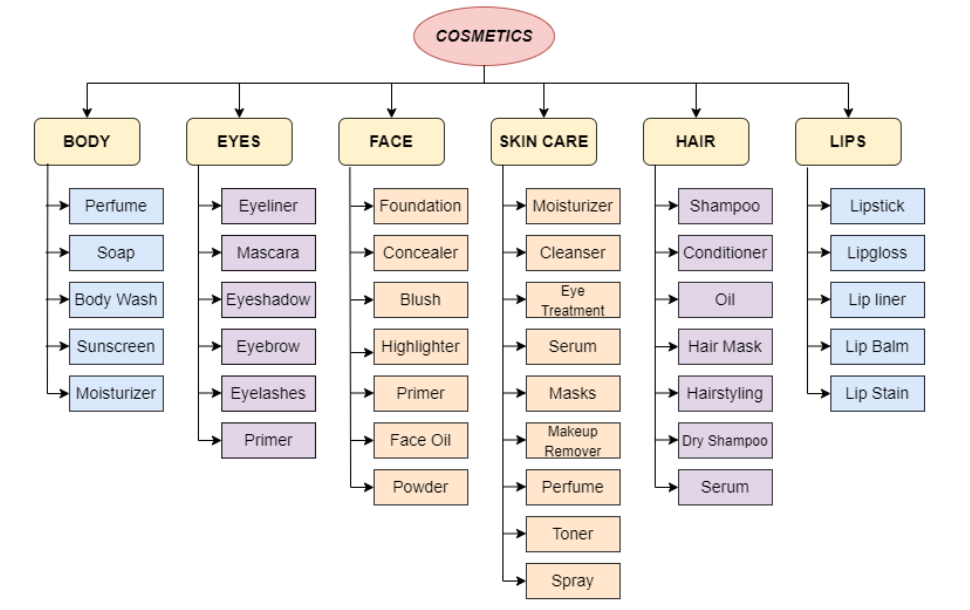 COSMETICS
BODY
EYES
FACE
SKIN CARE
HAIR
LIPS
Perfume
Soap
Body Wash
Sunscreen
Moisturizer
Eyeliner
Mascara
Eyeshadow
Eyebrow
Eyelashes
Primer
Foundation
Concealer
Blush
Highlighter
Primer
Face Oil
Powder
Moisturizer
Cleanser
Eye
Treatment
Serum
Masks
Makeup
Remover
Perfume
Toner
Spray
Shampoo
Conditioner
Oil
Hair Mask
Hairstyling
Dry Shampoo
Serum
Lipstick
Lipgloss
Lip liner
Lip Balm
Lip Stain